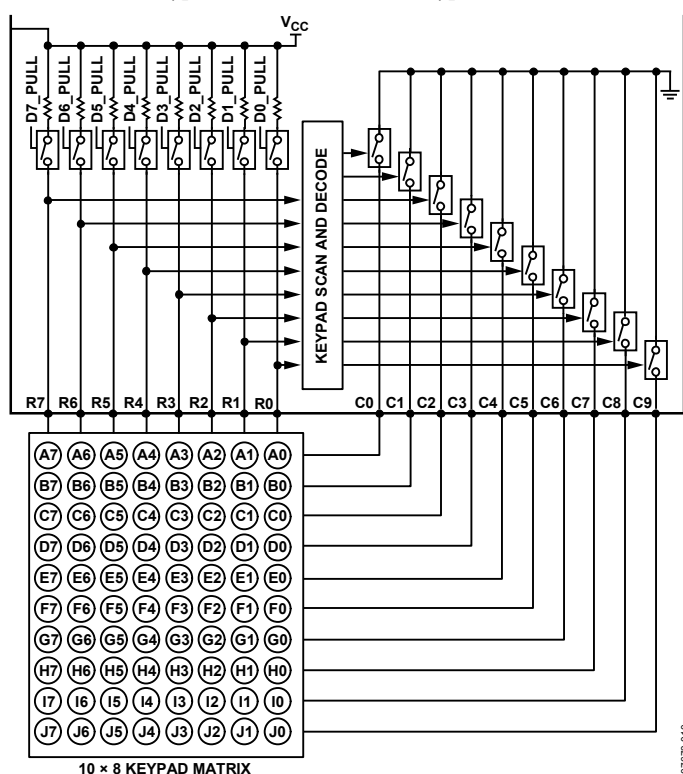 V_CC
D7_PULL
D6_PULL
D5_PULL
D4_PULL
D3_PULL
D2_PULL
D1_PULL
D0_PULL
KEYPAD SCAN AND DECODE
R7 R6 R5 R4 R3 R2 R1 R0 C0 C1 C2 C3 C4 C5 C6 C7 C8 C9
A7 A6 A5 A4 A3 A2 A1 A0
B7 B6 B5 B4 B3 B2 B1 B0
C7 C6 C5 C4 C3 C2 C1 C0
D7 D6 D5 D4 D3 D2 D1 D0
E7 E6 E5 E4 E3 E2 E1 E0
F7 F6 F5 F4 F3 F2 F1 F0
G7 G6 G5 G4 G3 G2 G1 G0
H7 H6 H5 H4 H3 H2 H1 H0
I7 I6 I5 I4 I3 I2 I1 I0
J7 J6 J5 J4 J3 J2 J1 J0
10 × 8 KEYPAD MATRIX